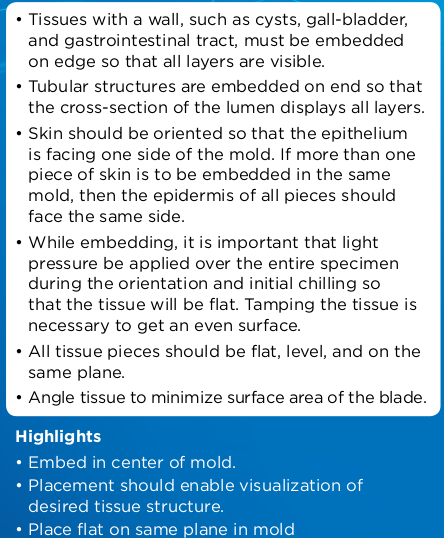 • Tissues with a wall, such as cysts, gall-bladder,
and gastrointestinal tract, must be embedded
on edge so that all layers are visible.
• Tubular structures are embedded on end so that
the cross-section of the lumen displays all layers.
• Skin should be oriented so that the epithelium
is facing one side of the mold. If more than one
piece of skin is to be embedded in the same
mold, then the epidermis of all pieces should
face the same side.
• While embedding, it is important that light
pressure be applied over the entire specimen
during the orientation and initial chilling so
that the tissue will be flat. Tamping the tissue is
necessary to get an even surface.
• All tissue pieces should be flat, level, and on the
same plane.
• Angle tissue to minimize surface area of the blade.
Highlights
• Embed in center of mold.
• Placement should enable visualization of
desired tissue structure.
• Place flat on same plane in mold